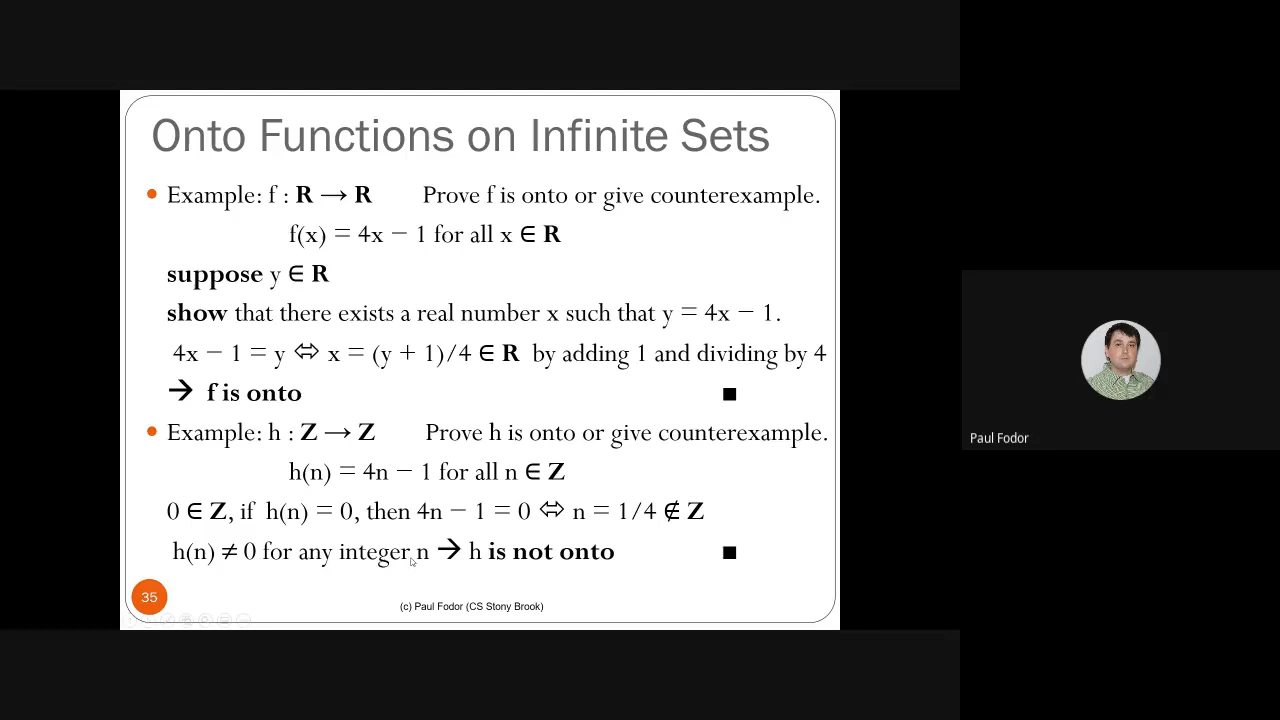 Onto Functions on Infinite Sets
• Example: f : R → R Prove f is onto or give counterexample.
f(x) = 4x − 1 for all x ∈ R
suppose y ∈ R
show that there exists a real number x such that y = 4x − 1.
4x − 1 = y ⬄ x = (y + 1)/4 ∈ R by adding 1 and dividing by 4
→ f is onto ■
• Example: h : Z → Z Prove h is onto or give counterexample.
h(n) = 4n − 1 for all n ∈ Z
0 ∈ Z, if h(n) = 0, then 4n − 1 = 0 ⬄ n = 1/4 ∉ Z
h(n) ≠ 0 for any integer n → h is not onto ■
35
(c) Paul Fodor (CS Stony Brook)
Paul Fodor